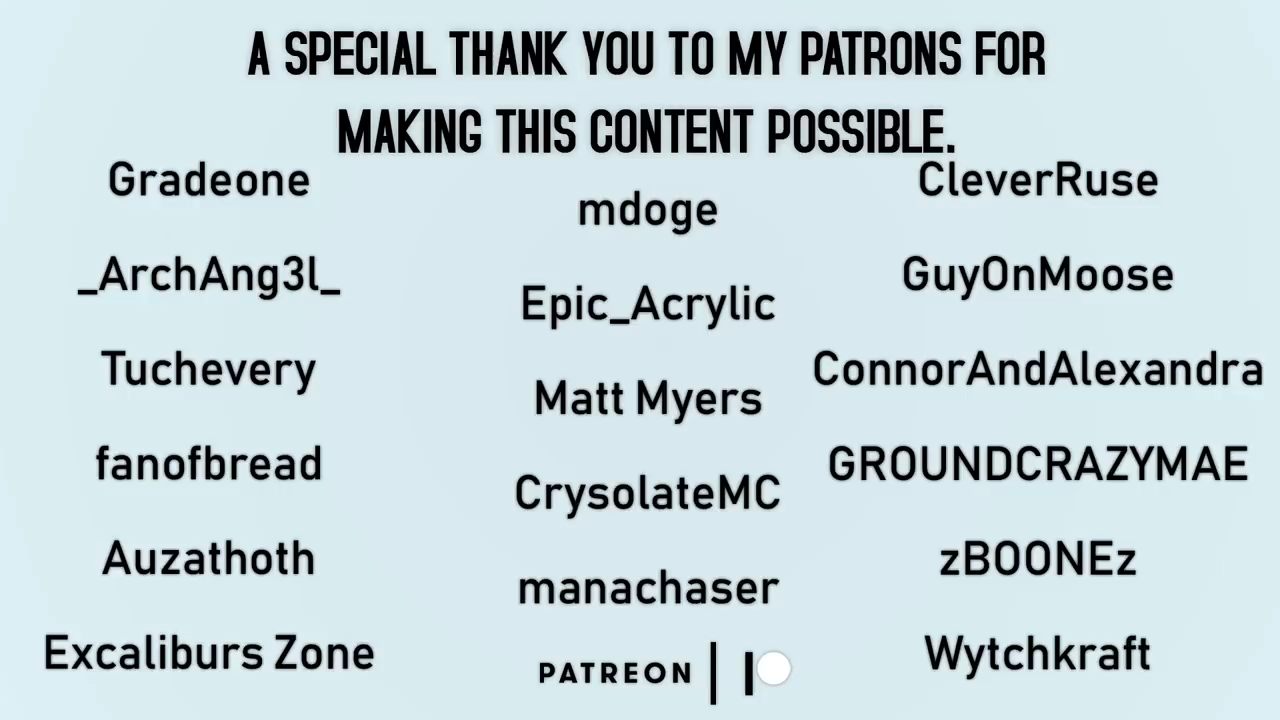 A SPECIAL THANK YOU TO MY PATRONS FOR
MAKING THIS CONTENT POSSIBLE.
Gradeone
_ArchAng3l_
Tuchevery
fanofbread
Auzathoth
Excaliburs Zone
mdoge
Epic_Acrylic
Matt Myers
CrysolateMC
manachaser
PATREON
CleverRuse
GuyOnMoose
ConnorAndAlexandra
GROUNDCRAZYMAE
zBOONEz
Wytchkraft